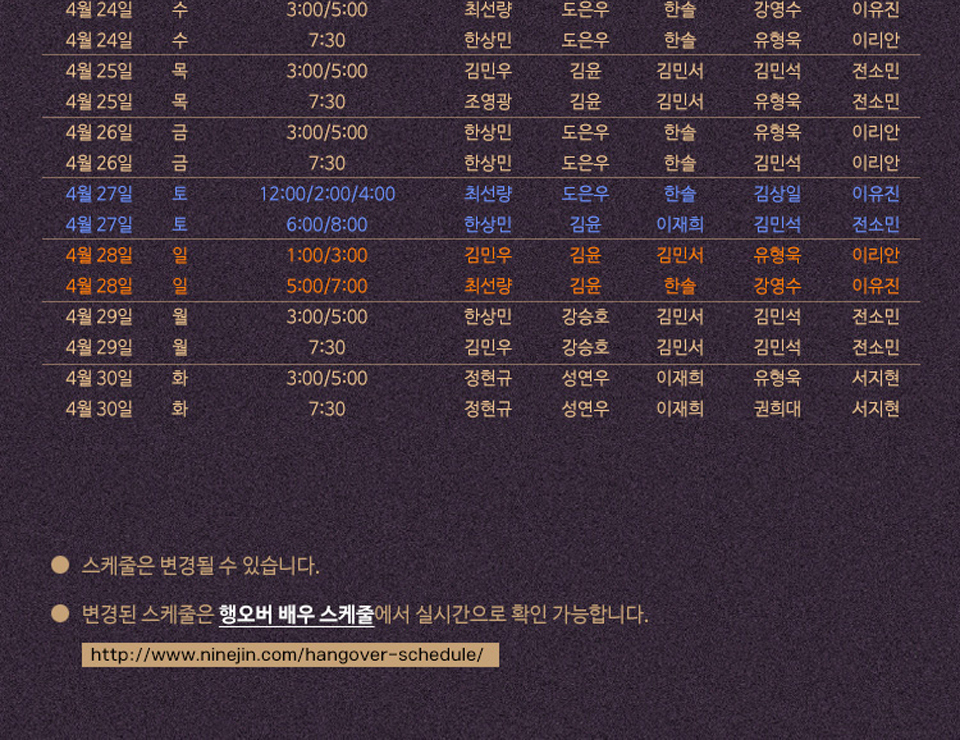 4월 24일 수 3:00/5:00 최선량 도은우 한솔 강영수 이유진
4월 24일 수 7:30 한상민 도은우 한솔 유형욱 이리안
4월 25일 목 3:00/5:00 김민우 김윤 김민서 김민석 전소민
4월 25일 목 7:30 조영광 김윤 김민서 유형욱 전소민
4월 26일 금 3:00/5:00 한상민 도은우 한솔 유형욱 이리안
4월 26일 금 7:30 한상민 도은우 한솔 김민석 이리안
4월 27일 토 12:00/2:00/4:00 최선량 도은우 한솔 김상일 이유진
4월 27일 토 6:00/8:00 한상민 김윤 이재희 김민석 전소민
4월 28일 일 1:00/3:00 김민우 김윤 김민서 유형욱 이리안
4월 28일 일 5:00/7:00 최선량 김윤 한솔 강영수 이유진
4월 29일 월 3:00/5:00 한상민 강승호 김민서 김민석 전소민
4월 29일 월 7:30 김민우 강승호 김민서 김민석 전소민
4월 30일 화 3:00/5:00 정현규 성연우 이재희 유형욱 서지현
4월 30일 화 7:30 정현규 성연우 이재희 권희대 서지현
● 스케줄은 변경될 수 있습니다.
● 변경된 스케줄은 행오버 배우 스케줄에서 실시간으로 확인 가능합니다.
http://www.ninejin.com/hangover-schedule/